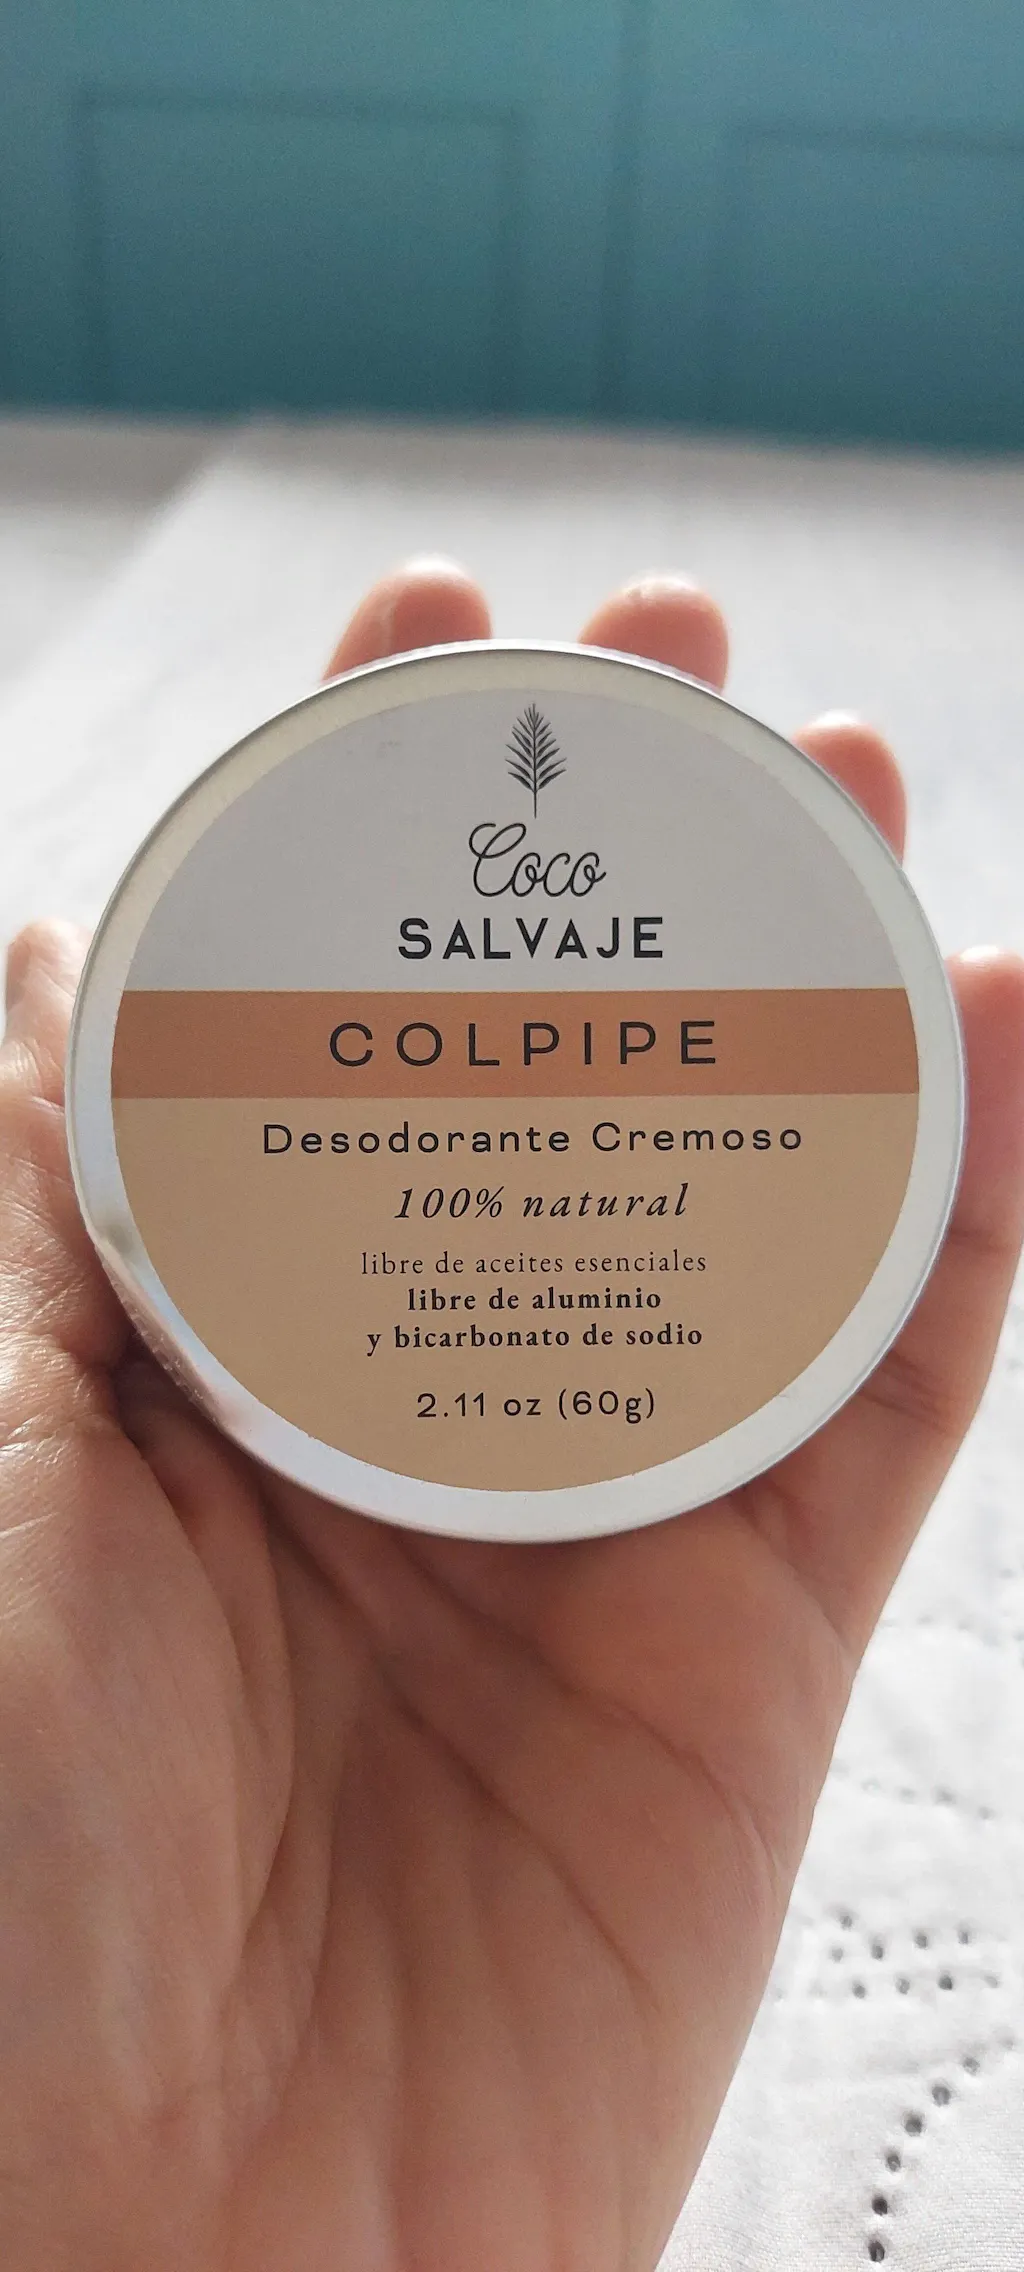 Coco
SALVAJE
COLPIPE
Desodorante Cremoso
100% natural
libre de aceites esenciales
libre de aluminio
y bicarbonato de sodio
2.11 oz (60g)